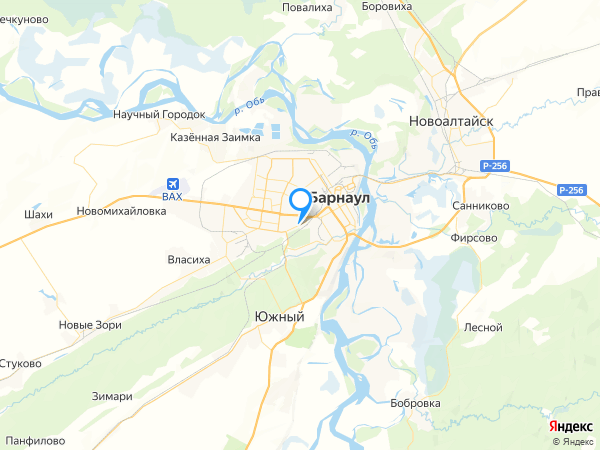 Повалиха
Боровиха
ечкуново
Прав
Научный Городок
р. Обь
Новоалтайск
р. Обь
Казённая Заимка
Р-256
BAX
Р-256
Барнаул
Санниково
Новомихайловка
Шахи
Фирсово
Власиха
Южный
Новые Зори
Лесной
Стуково
Зимари
Бобровка
Яндекс
Панфилово
© Яндекс